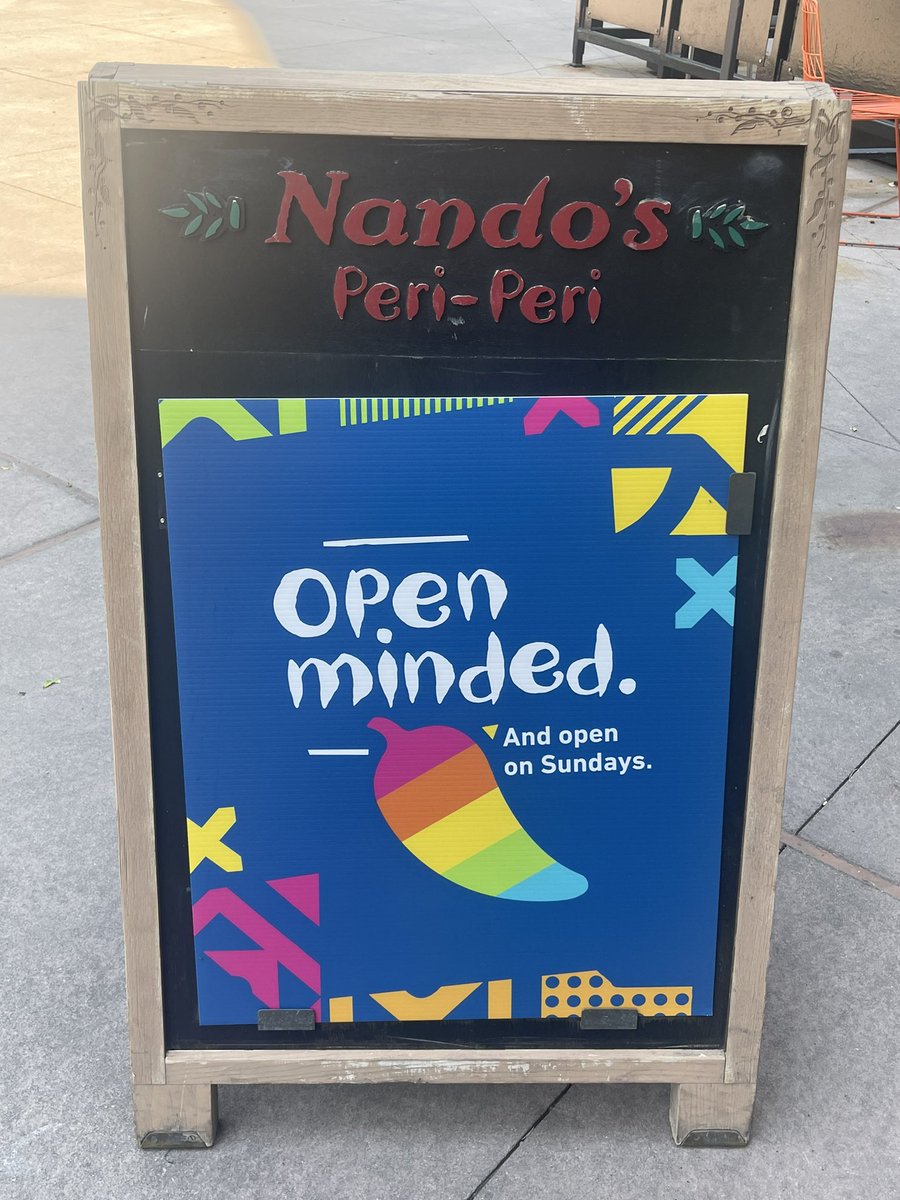 Nando's
Peri-Peri
Open
minded.
And open
on Sundays.